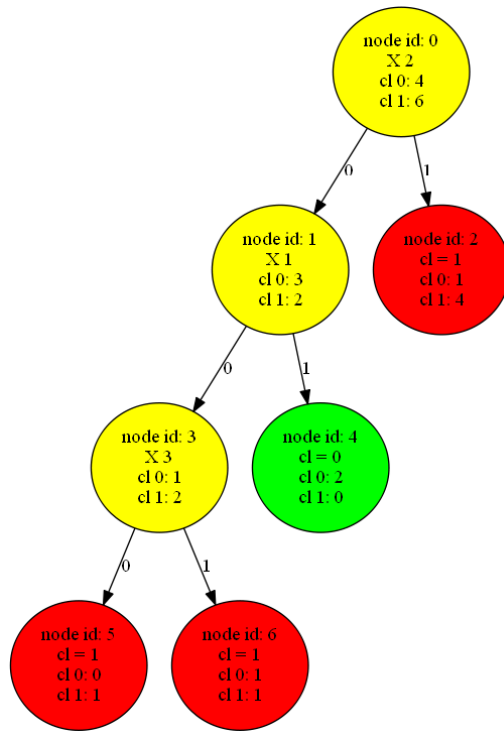 node id: 0
X 2
cl 0: 4
cl 1: 6
0
1
node id: 1
X 1
cl 0: 3
cl 1: 2
node id: 2
cl = 1
cl 0: 1
cl 1: 4
0
1
node id: 3
X 3
cl 0: 1
cl 1: 2
node id: 4
cl = 0
cl 0: 2
cl 1: 0
0
1
node id: 5
cl = 1
cl 0: 0
cl 1: 1
node id: 6
cl = 1
cl 0: 1
cl 1: 1